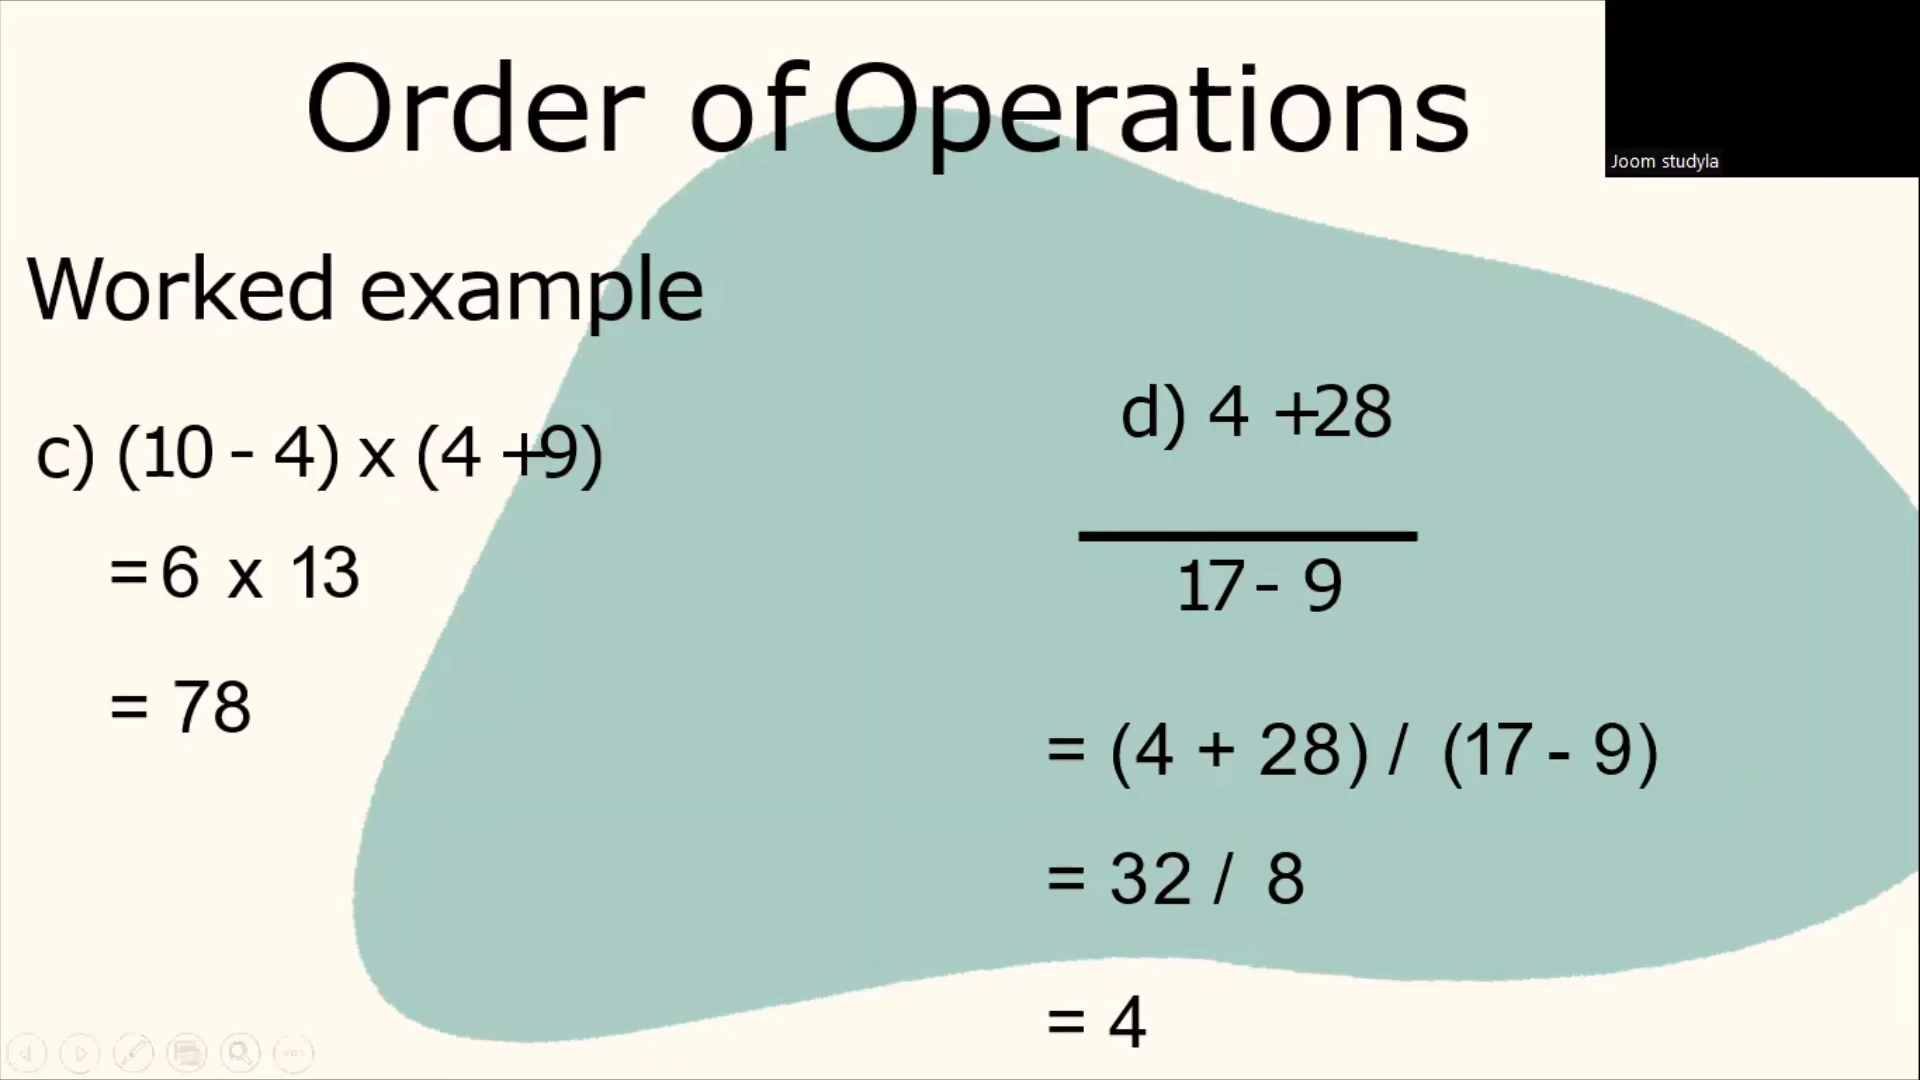 Order of Operations
Joom studyla
Worked example
c) (10 - 4) x (4 +9)
= 6 x 13
= 78
d) 4 +28
17 - 9
= (4 + 28) / (17 - 9)
= 32 / 8
= 4